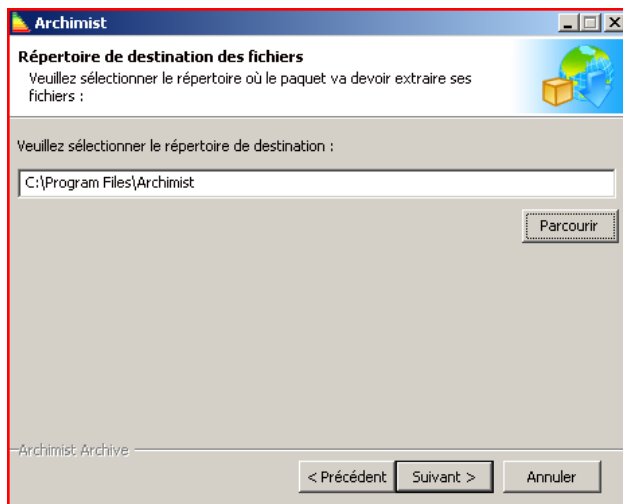 Archimist
Répertoire de destination des fichiers
Veuillez sélectionner le répertoire où le paquet va devoir extraire ses
fichiers :
Veuillez sélectionner le répertoire de destination :
C:\Program Files\Archimist
Parcourir
Archimist Archive
< Précédent Suivant > Annuler